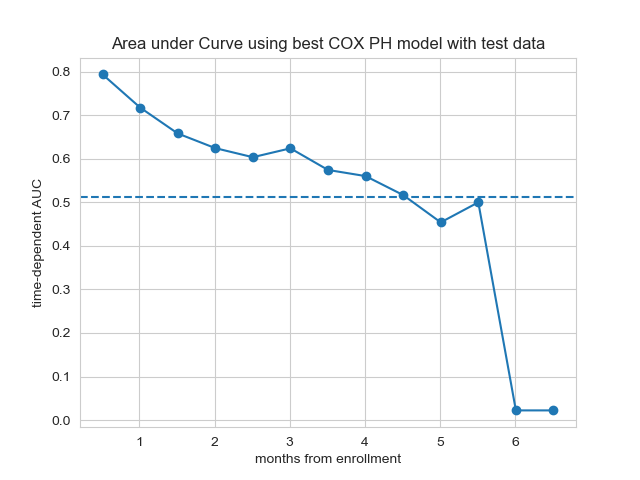 Area under Curve using best COX PH model with test data
time-dependent AUC
0.8
0.7
0.6
0.5
0.4
0.3
0.2
0.1
0.0
1 2 3 4 5 6
months from enrollment